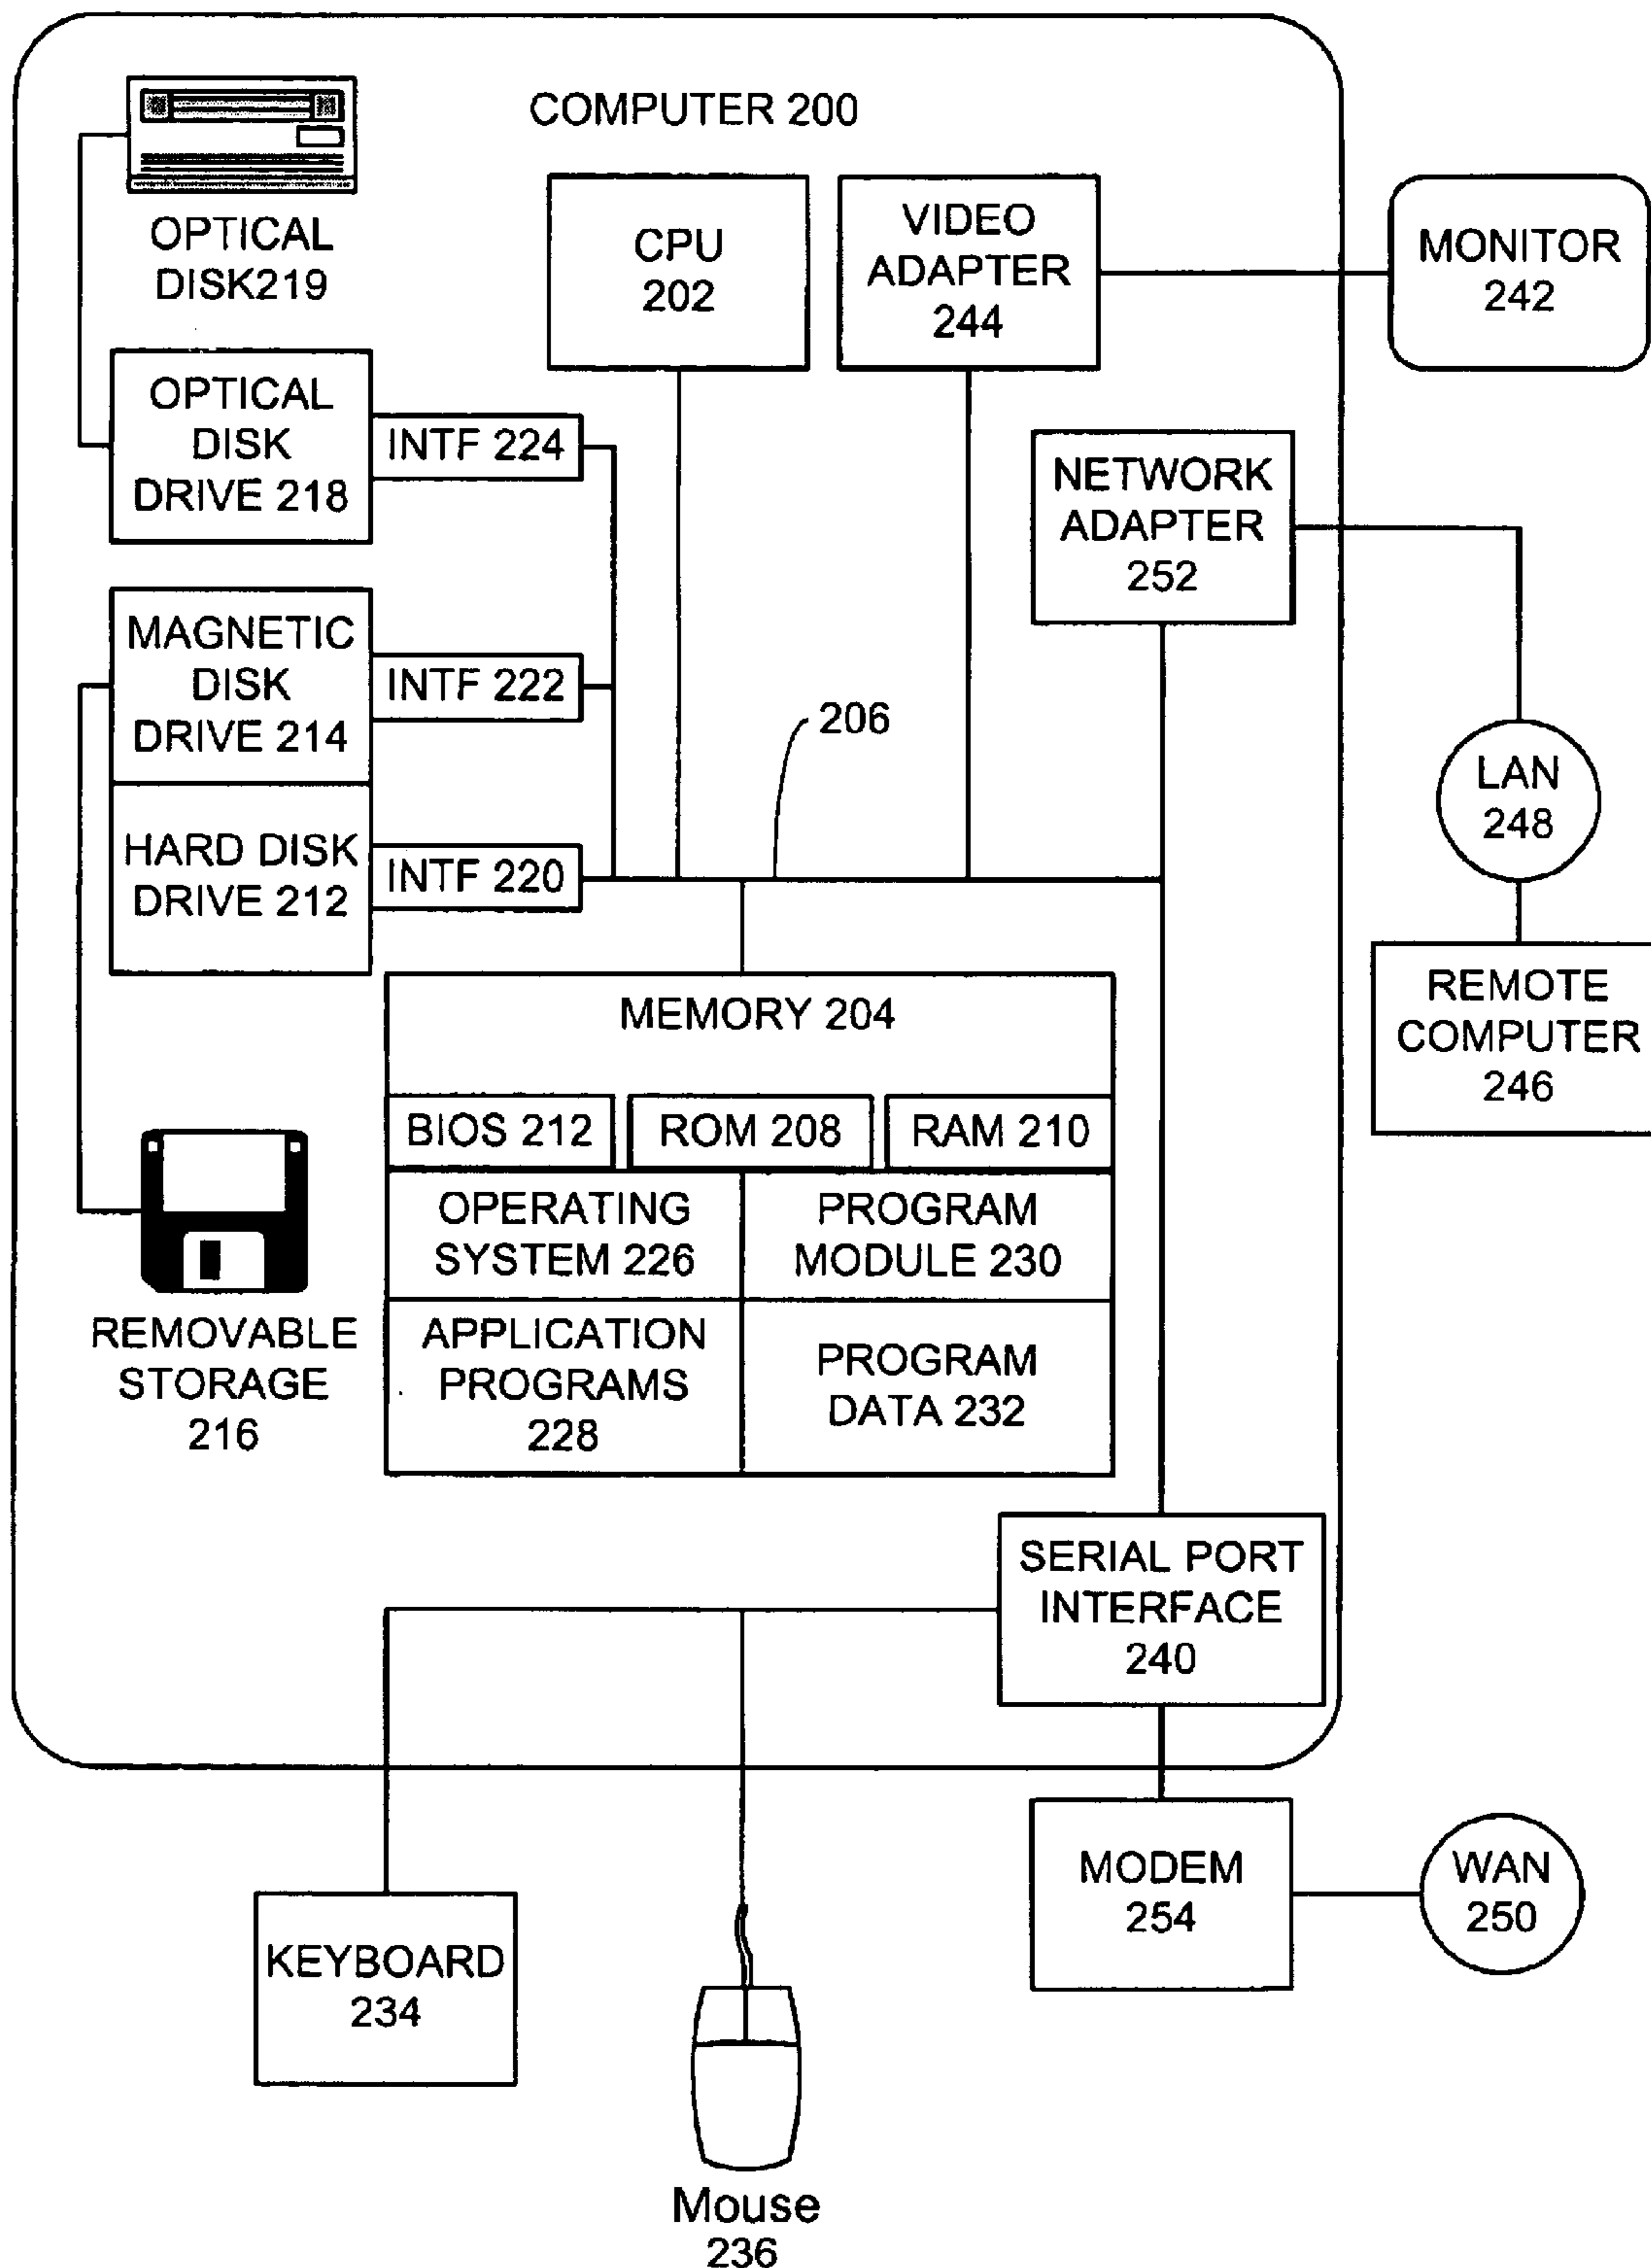 COMPUTER 200
OPTICAL
DISK219
CPU
202
VIDEO
ADAPTER
244
MONITOR
242
OPTICAL
DISK
DRIVE 218
INTF 224
NETWORK
ADAPTER
252
MAGNETIC
DISK
DRIVE 214
INTF 222
206
LAN
248
HARD DISK
DRIVE 212
INTF 220
REMOTE
COMPUTER
246
MEMORY 204
BIOS 212
ROM 208
RAM 210
OPERATING
SYSTEM 226
PROGRAM
MODULE 230
REMOVABLE
STORAGE
216
APPLICATION
PROGRAMS
228
PROGRAM
DATA 232
SERIAL PORT
INTERFACE
240
MODEM
254
WAN
250
KEYBOARD
234
Mouse
236